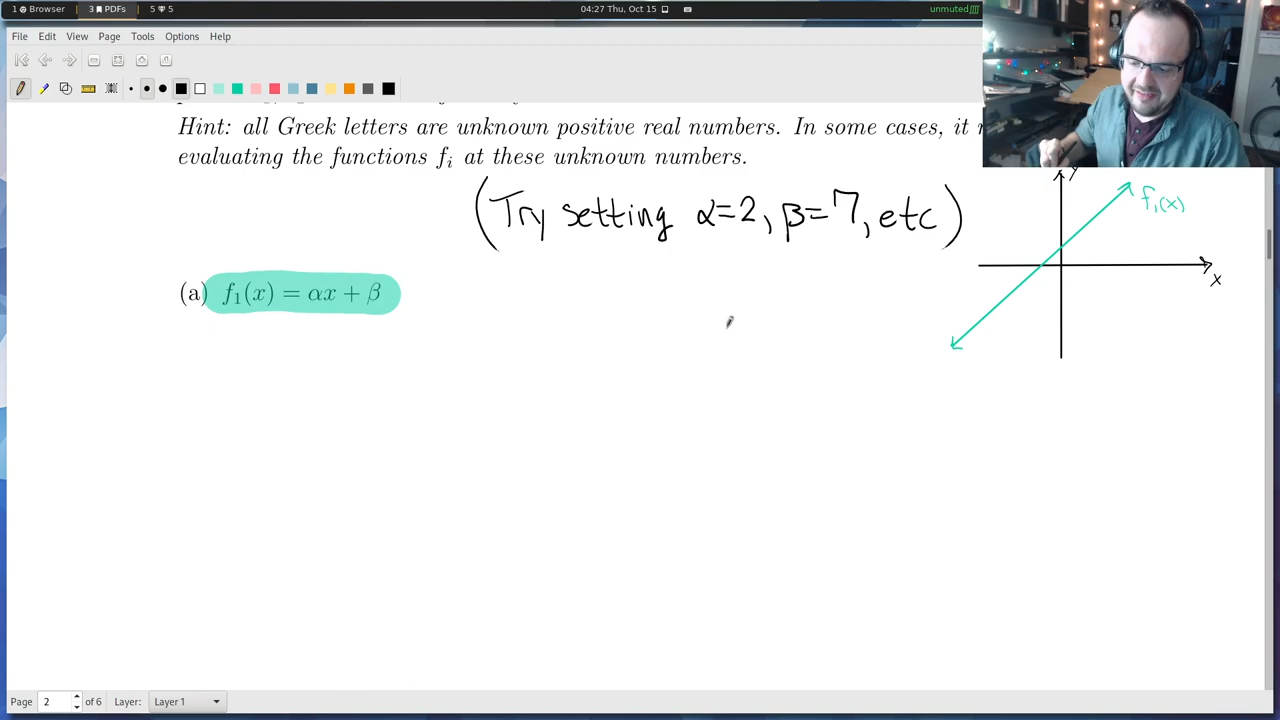 1 Browser 3 PDFs 5 5 04:27 Thu, Oct 15 unmuted
File Edit View Page Tools Options Help
Hint: all Greek letters are unknown positive real numbers. In some cases, it
evaluating the functions fᵢ at these unknown numbers.
(Try setting α=2, β=7, etc)
y
f₁(x)
x
(a) f₁(x) = αx + β
Page 2 of 6 Layer: Layer 1